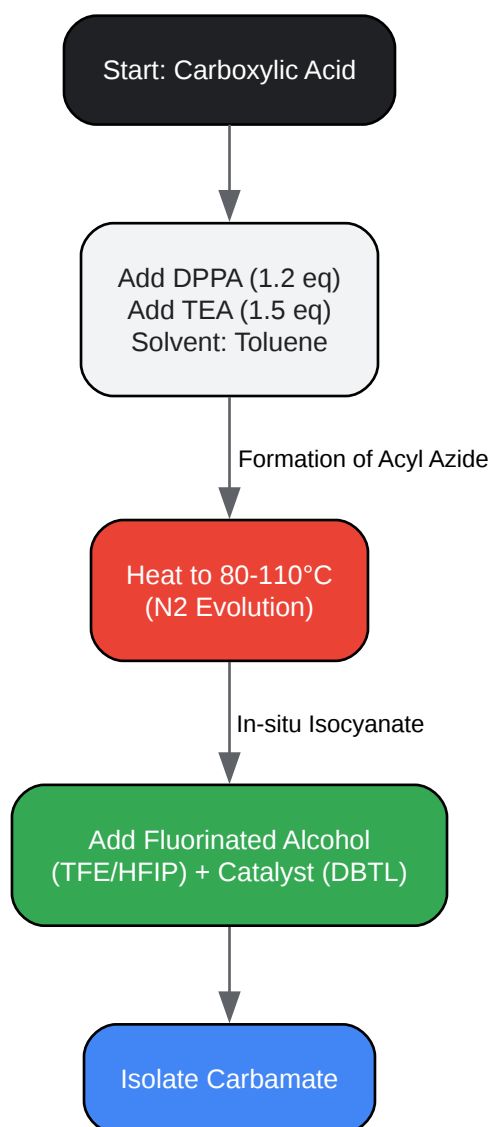 Start: Carboxylic Acid
Add DPPA (1.2 eq)
Add TEA (1.5 eq)
Solvent: Toluene
Formation of Acyl Azide
Heat to 80-110°C
(N2 Evolution)
In-situ Isocyanate
Add Fluorinated Alcohol
(TFE/HFIP) + Catalyst (DBTL)
Isolate Carbamate